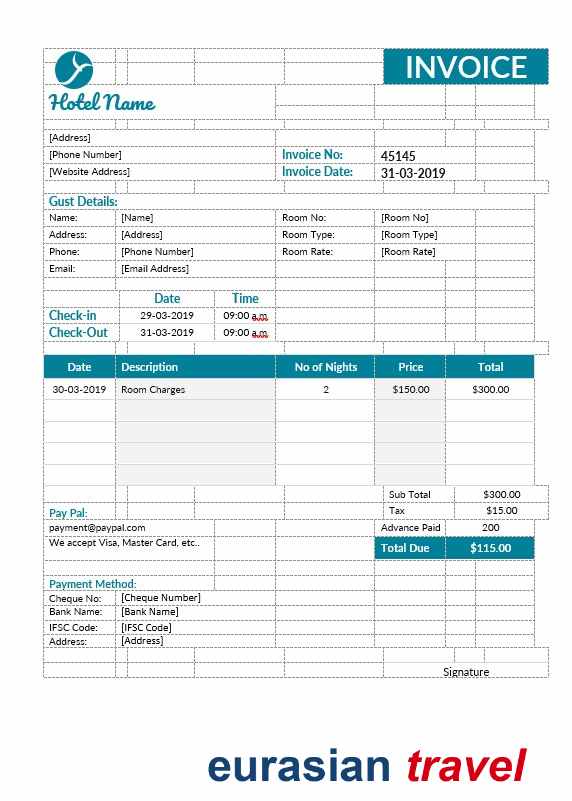 INVOICE
Hotel Name
[Address]
[Phone Number] Invoice No: 45145
[Website Address] Invoice Date: 31-03-2019
Gust Details:
Name: [Name] Room No: [Room No]
Address: [Address] Room Type: [Room Type]
Phone: [Phone Number] Room Rate: [Room Rate]
Email: [Email Address]
Date Time
Check-in 29-03-2019 09:00 a.m
Check-Out 31-03-2019 09:00 a.m
Date Description No of Nights Price Total
30-03-2019 Room Charges 2 $150.00 $300.00
Sub Total $300.00
Pay Pal: Tax $15.00
payment@paypal.com Advance Paid 200
We accept Visa, Master Card, etc.. Total Due $115.00
Payment Method:
Cheque No: [Cheque Number]
Bank Name: [Bank Name]
IFSC Code: [IFSC Code]
Address: [Address]
Signature
eurasian travel